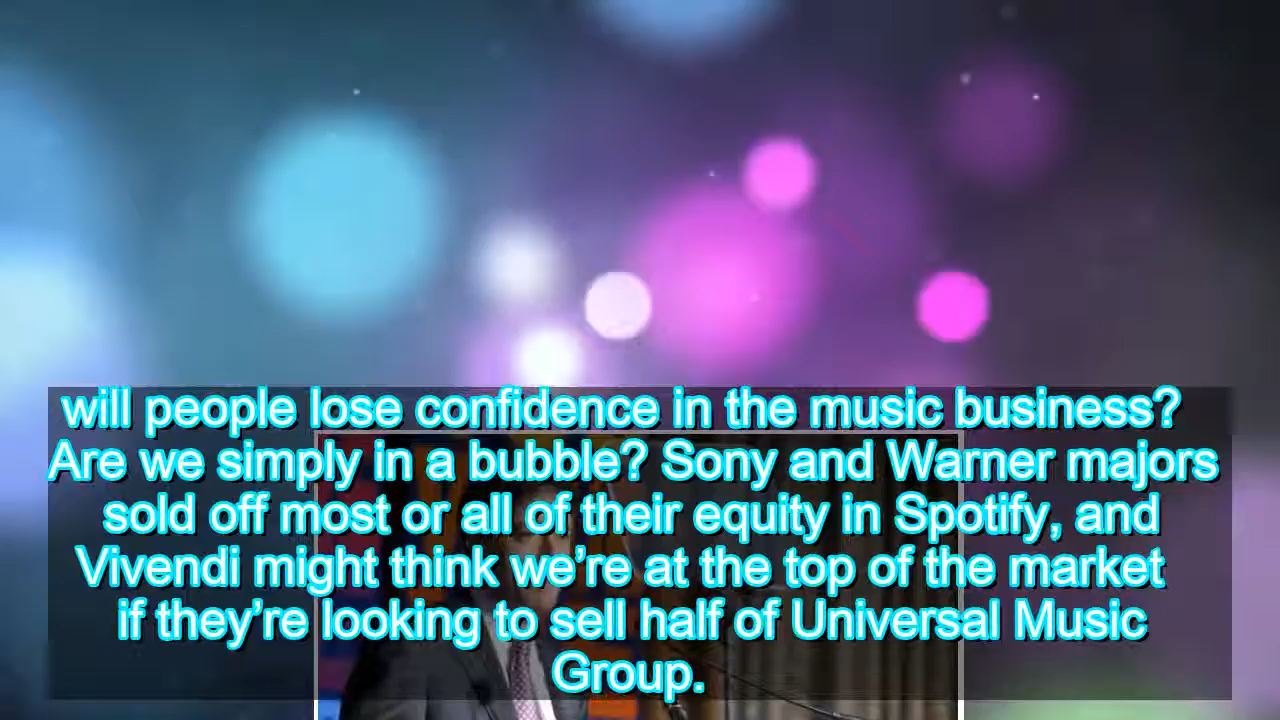 will people lose confidence in the music business?
Are we simply in a bubble? Sony and Warner majors
sold off most or all of their equity in Spotify, and
Vivendi might think we’re at the top of the market
if they’re looking to sell half of Universal Music
Group.